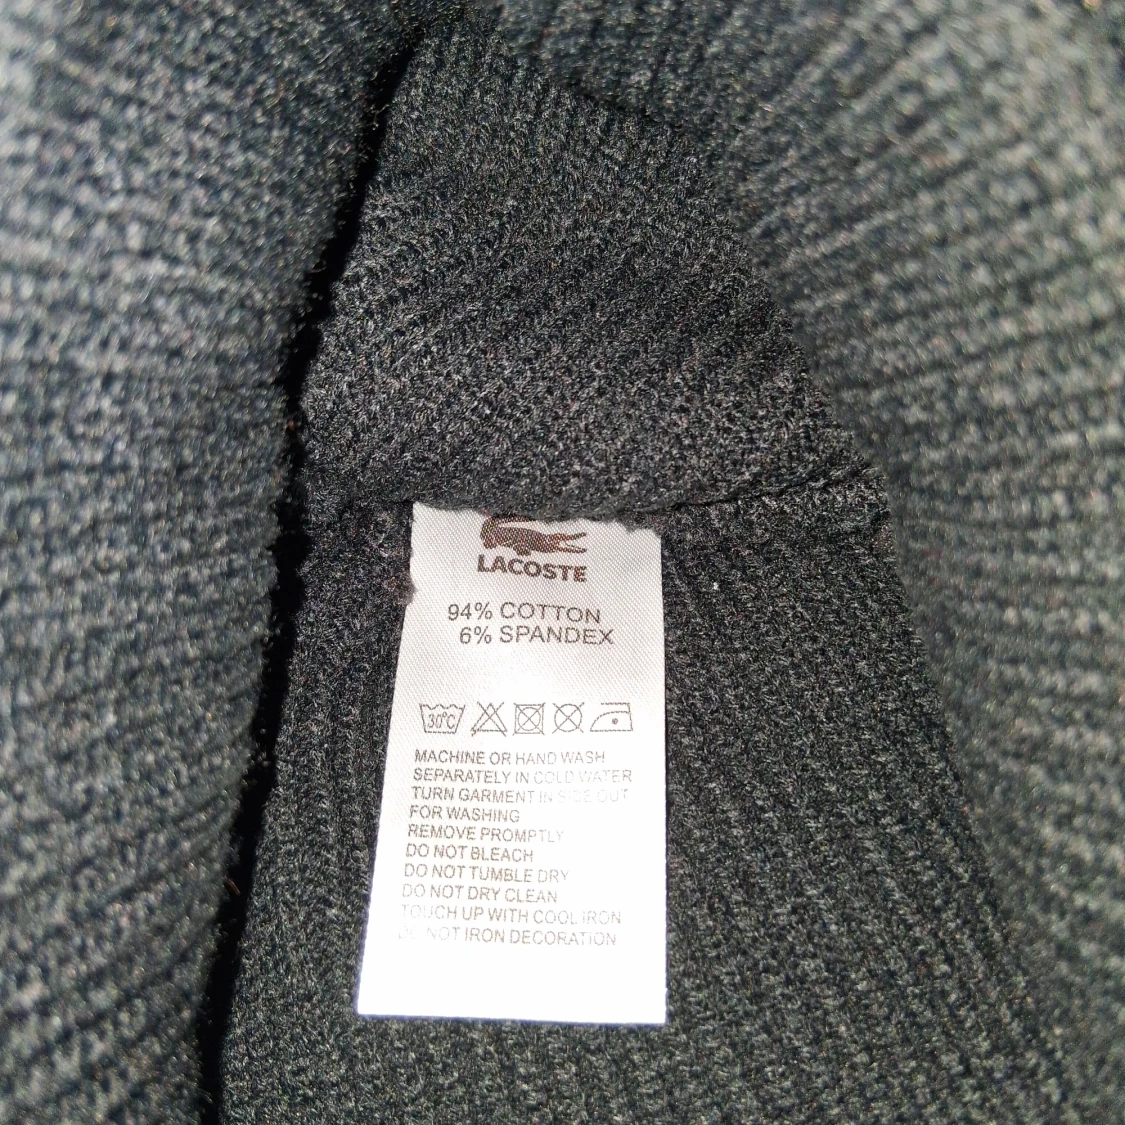 LACOSTE
94% COTTON
6% SPANDEX
30°C
MACHINE OR HAND WASH
SEPARATELY IN COLD WATER
TURN GARMENT IN SIDE OUT
FOR WASHING
REMOVE PROMPTLY
DO NOT BLEACH
DO NOT TUMBLE DRY
DO NOT DRY CLEAN
TOUCH UP WITH COOL IRON
DO NOT IRON DECORATION